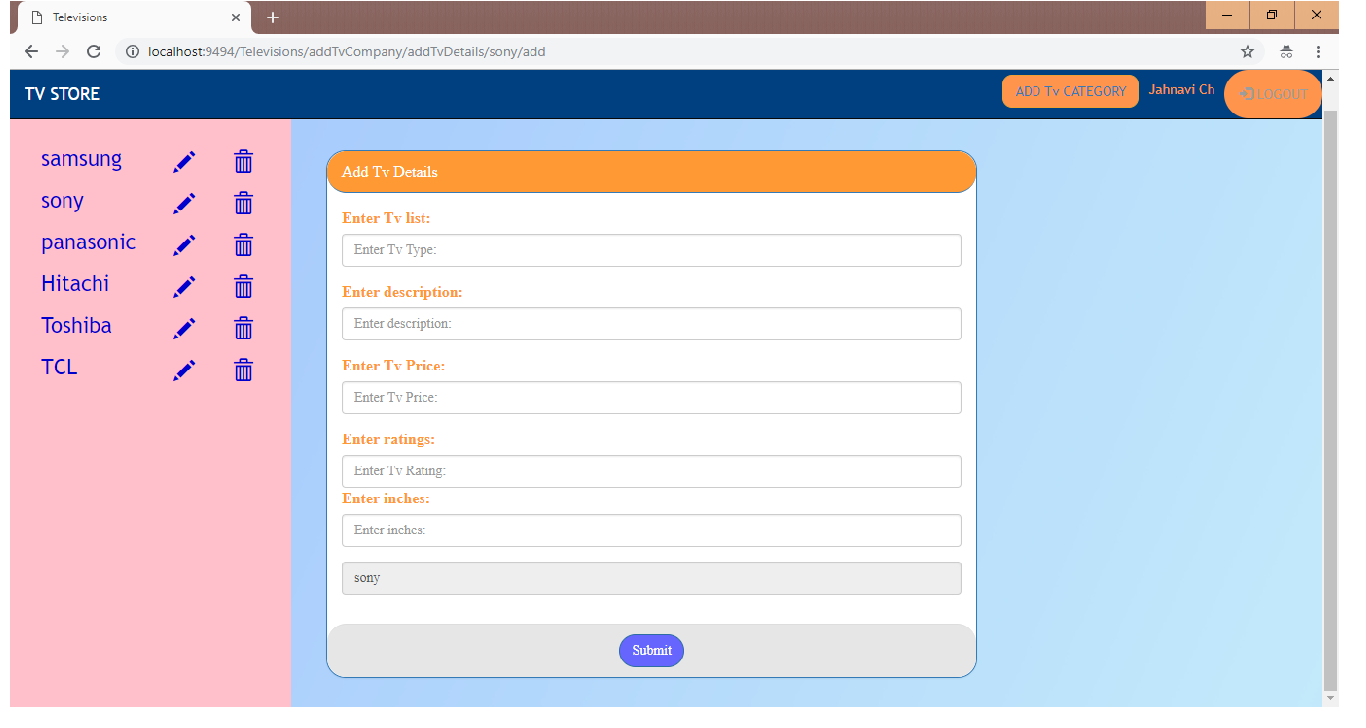 Televisions
localhost:9494/Televisions/addTvCompany/addTvDetails/sony/add
TV STORE
ADD Tv CATEGORY
Jahnavi Ch
LOGOUT
samsung
sony
panasonic
Hitachi
Toshiba
TCL
Add Tv Details
Enter Tv list:
Enter Tv Type:
Enter description:
Enter description:
Enter Tv Price:
Enter Tv Price:
Enter ratings:
Enter Tv Rating:
Enter inches:
Enter inches:
sony
Submit